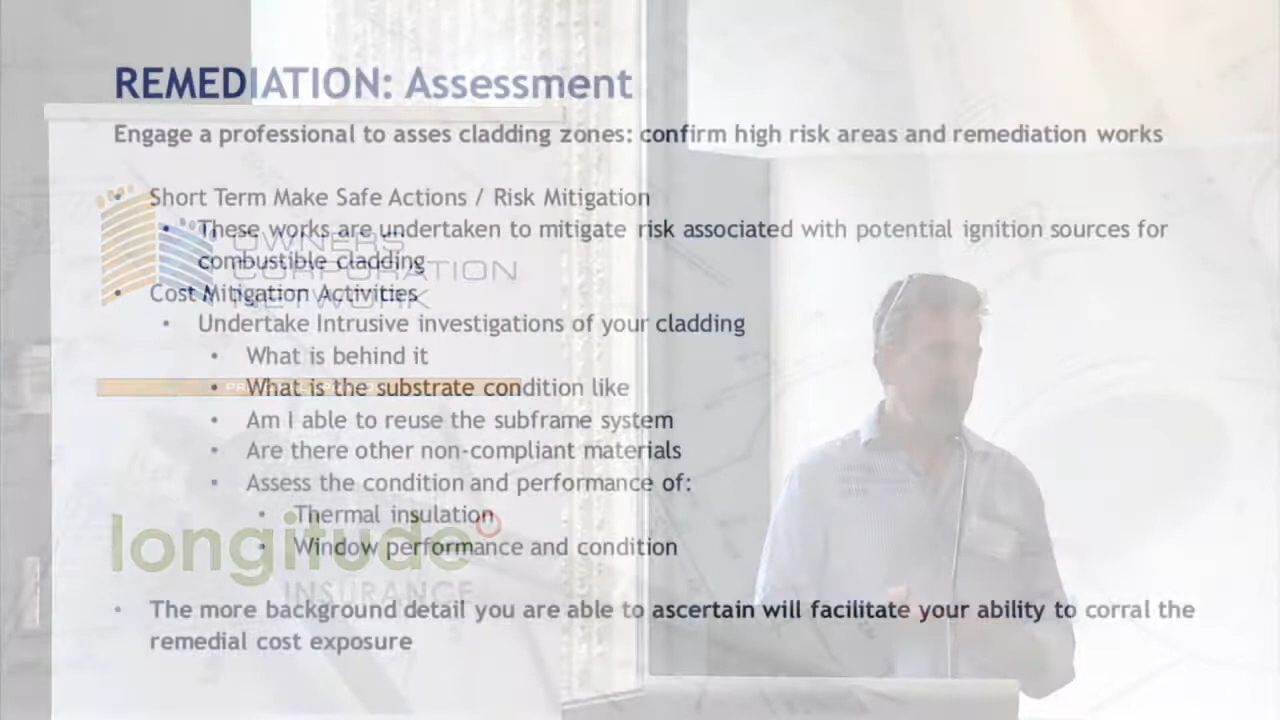 REMEDIATION: Assessment
Engage a professional to asses cladding zones: confirm high risk areas and remediation works
• Short Term Make Safe Actions / Risk Mitigation
• These works are undertaken to mitigate risk associated with potential ignition sources for
combustible cladding
• Cost Mitigation Activities
• Undertake Intrusive investigations of your cladding
• What is behind it
• What is the substrate condition like
• Am I able to reuse the subframe system
• Are there other non-compliant materials
• Assess the condition and performance of:
• Thermal insulation
• Window performance and condition
• The more background detail you are able to ascertain will facilitate your ability to corral the
remedial cost exposure
OWNERS
CORPORATION
NETWORK
longitude
INSURANCE